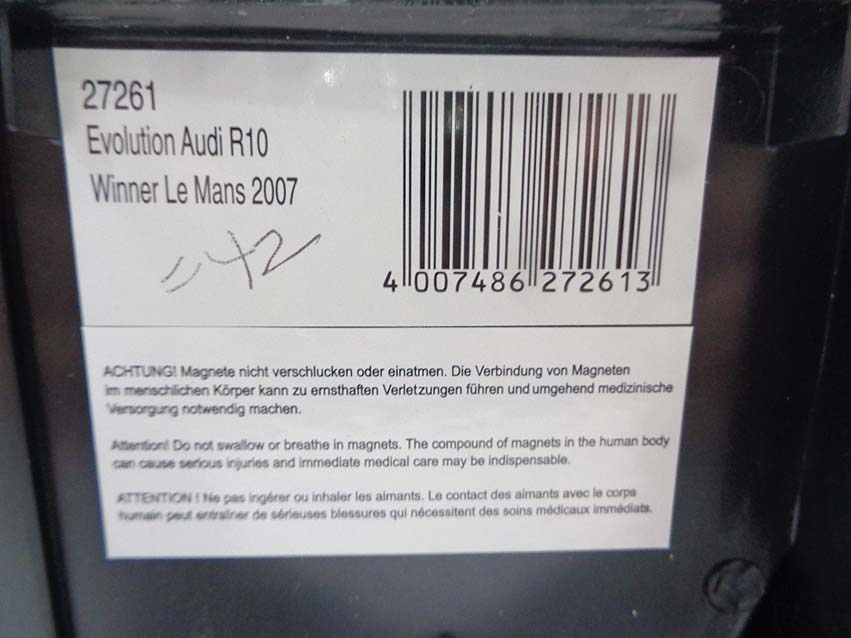 27261
Evolution Audi R10
Winner Le Mans 2007
=42
4 007486 272613
ACHTUNG! Magnete nicht verschlucken oder einatmen. Die Verbindung von Magneten
im menschlichen Körper kann zu ernsthaften Verletzungen führen und umgehend medizinische
Versorgung notwendig machen.
Attention! Do not swallow or breathe in magnets. The compound of magnets in the human body
can cause serious injuries and immediate medical care may be indispensable.
ATTENTION ! Ne pas ingérer ou inhaler les aimants. Le contact des aimants avec le corps
humain peut entraîner de sérieuses blessures qui nécessitent des soins médicaux immédiats.